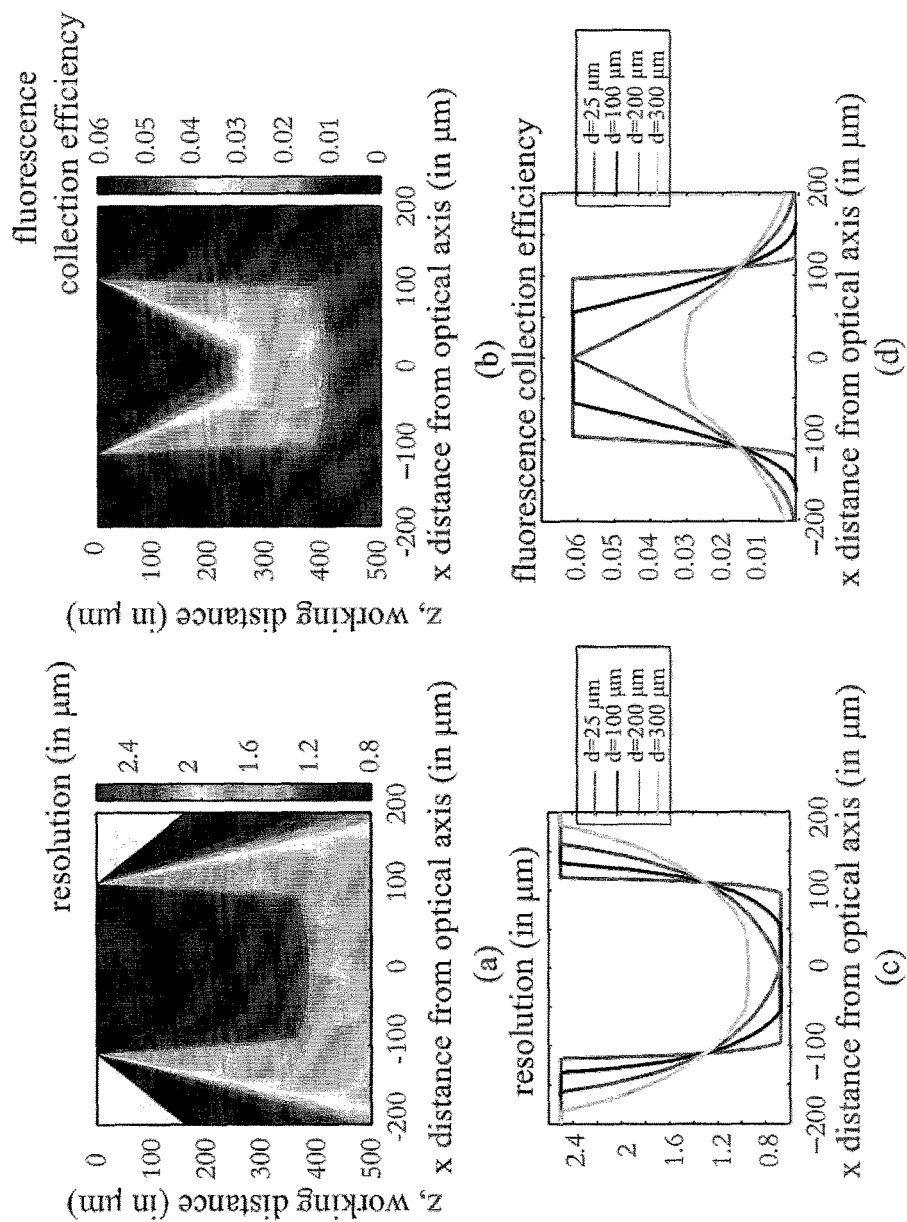 resolution (in μm)
z, working distance (in μm)
0
100
200
300
400
500
-200
-100
0
100
200
x distance from optical axis (in μm)
2.4
2
1.6
1.2
0.8
(a)
fluorescence
collection efficiency
z, working distance (in μm)
0
100
200
300
400
500
-200
-100
0
100
200
x distance from optical axis (in μm)
0.06
0.05
0.04
0.03
0.02
0.01
0
(b)
resolution (in μm)
2.4
2
1.6
1.2
0.8
-200
-100
0
100
200
x distance from optical axis (in μm)
d=25 μm
d=100 μm
d=200 μm
d=300 μm
(c)
fluorescence collection efficiency
0.06
0.05
0.04
0.03
0.02
0.01
-200
-100
0
100
200
x distance from optical axis (in μm)
d=25 μm
d=100 μm
d=200 μm
d=300 μm
(d)